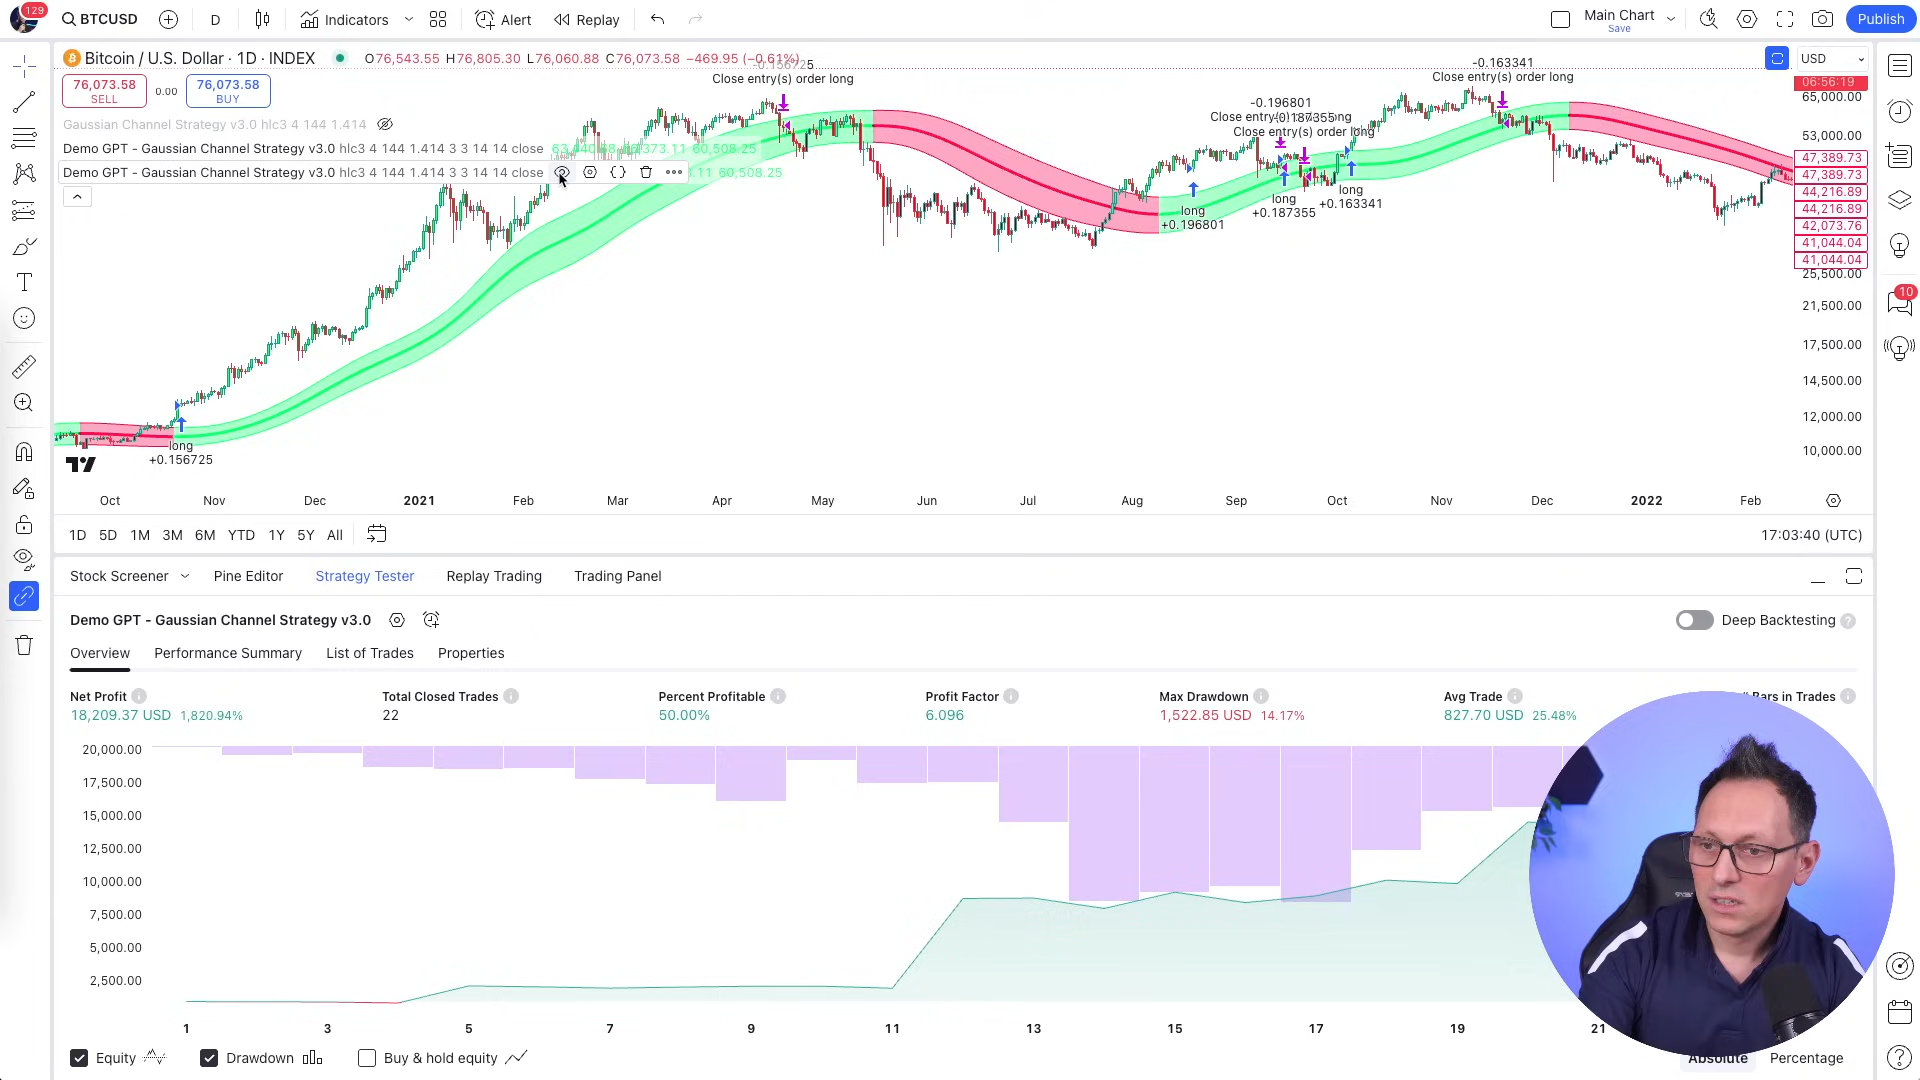 129
BTCUSD
D
Indicators
Alert
Replay
Main Chart
Save
Publish
Bitcoin / U.S. Dollar · 1D · INDEX
O76,543.55 H76,805.30 L76,060.88 C76,073.58 −469.95 (−0.61%)
USD
76,073.58
SELL
0.00
76,073.58
BUY
Gaussian Channel Strategy v3.0 hlc3 4 144 1.414
Demo GPT - Gaussian Channel Strategy v3.0 hlc3 4 144 1.414 3 3 14 14 close
Demo GPT - Gaussian Channel Strategy v3.0 hlc3 4 144 1.414 3 3 14 14 close
60,508.25
60,508.25
-0.156725
Close entry(s) order long
-0.196801
-0.187355
Close entry(s) order long
-0.163341
Close entry(s) order long
long
+0.156725
long
+0.196801
long
+0.187355
long
+0.163341
06:56:19
65,000.00
53,000.00
47,389.73
47,389.73
44,216.89
44,216.89
42,073.76
41,044.04
41,044.04
25,500.00
21,500.00
17,500.00
14,500.00
12,000.00
10,000.00
10
Oct Nov Dec 2021 Feb Mar Apr May Jun Jul Aug Sep Oct Nov Dec 2022 Feb
1D 5D 1M 3M 6M YTD 1Y 5Y All
17:03:40 (UTC)
Stock Screener Pine Editor Strategy Tester Replay Trading Trading Panel
Demo GPT - Gaussian Channel Strategy v3.0
Deep Backtesting
Overview Performance Summary List of Trades Properties
Net Profit Total Closed Trades Percent Profitable Profit Factor Max Drawdown Avg Trade Bars in Trades
18,209.37 USD 1,820.94% 22 50.00% 6.096 1,522.85 USD 14.17% 827.70 USD 25.48%
20,000.00
17,500.00
15,000.00
12,500.00
10,000.00
7,500.00
5,000.00
2,500.00
1 3 5 7 9 11 13 15 17 19 21
Equity Drawdown Buy & hold equity
Absolute Percentage